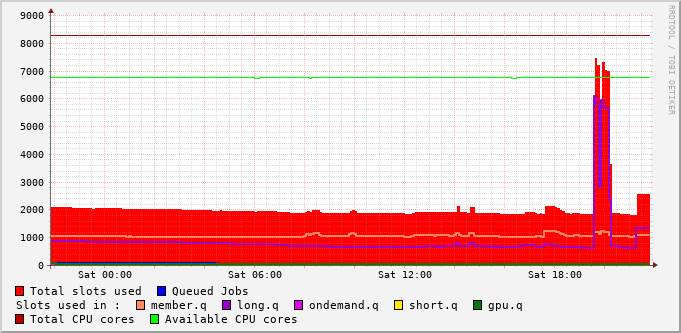 9000
8000
7000
6000
5000
4000
3000
2000
1000
0
Sat 00:00 Sat 06:00 Sat 12:00 Sat 18:00
RRDTOOL / TOBI OETIKER
Total slots used Queued Jobs
Slots used in : member.q long.q ondemand.q short.q gpu.q
Total CPU cores Available CPU cores